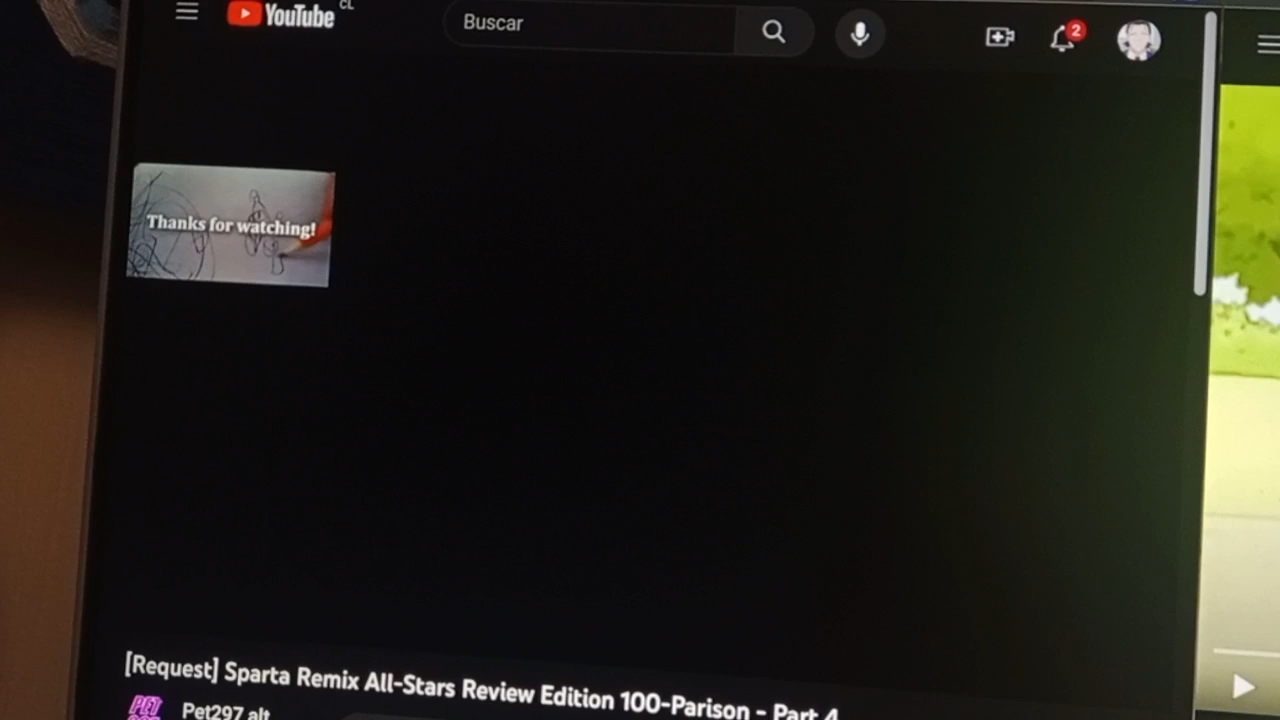 YouTube CL
Buscar
2
Thanks for watching!
[Request] Sparta Remix All-Stars Review Edition 100-Parison - Part 4
PET
Pet297 alt